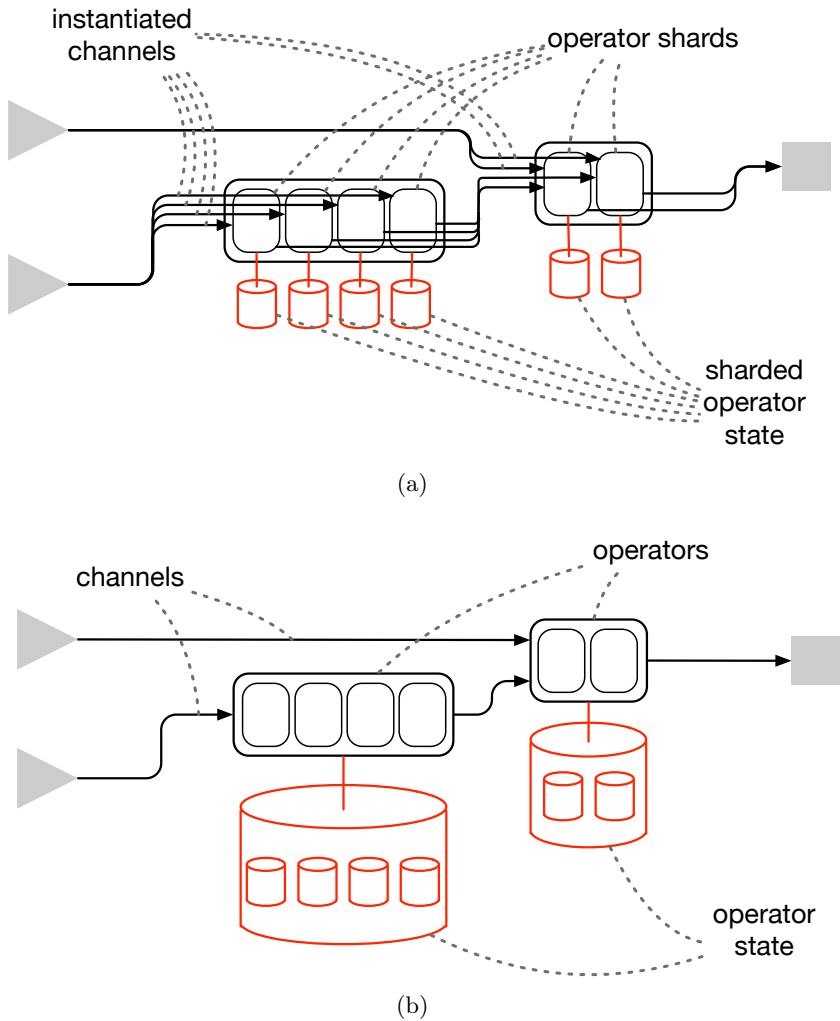 instantiated
channels
operator shards
sharded
operator
state
(a)
operators
channels
operator
state
(b)